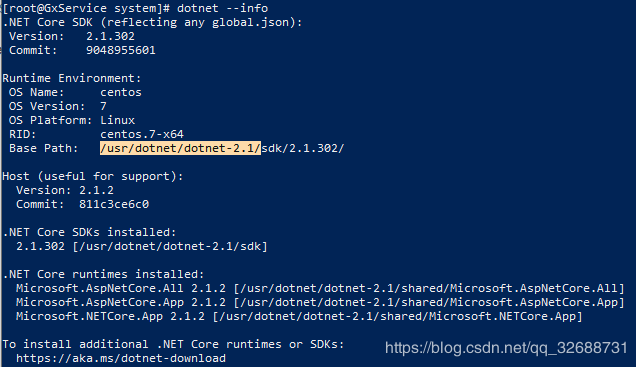 [root@GxService system]# dotnet --info
.NET Core SDK (reflecting any global.json):
 Version:   2.1.302
 Commit:    9048955601

Runtime Environment:
 OS Name:     centos
 OS Version:  7
 OS Platform: Linux
 RID:         centos.7-x64
 Base Path:   /usr/dotnet/dotnet-2.1/sdk/2.1.302/

Host (useful for support):
  Version: 2.1.2
  Commit:  811c3ce6c0

.NET Core SDKs installed:
  2.1.302 [/usr/dotnet/dotnet-2.1/sdk]

.NET Core runtimes installed:
  Microsoft.AspNetCore.All 2.1.2 [/usr/dotnet/dotnet-2.1/shared/Microsoft.AspNetCore.All]
  Microsoft.AspNetCore.App 2.1.2 [/usr/dotnet/dotnet-2.1/shared/Microsoft.AspNetCore.App]
  Microsoft.NETCore.App 2.1.2 [/usr/dotnet/dotnet-2.1/shared/Microsoft.NETCore.App]

To install additional .NET Core runtimes or SDKs:
  https://aka.ms/dotnet-download
https://blog.csdn.net/qq_32688731